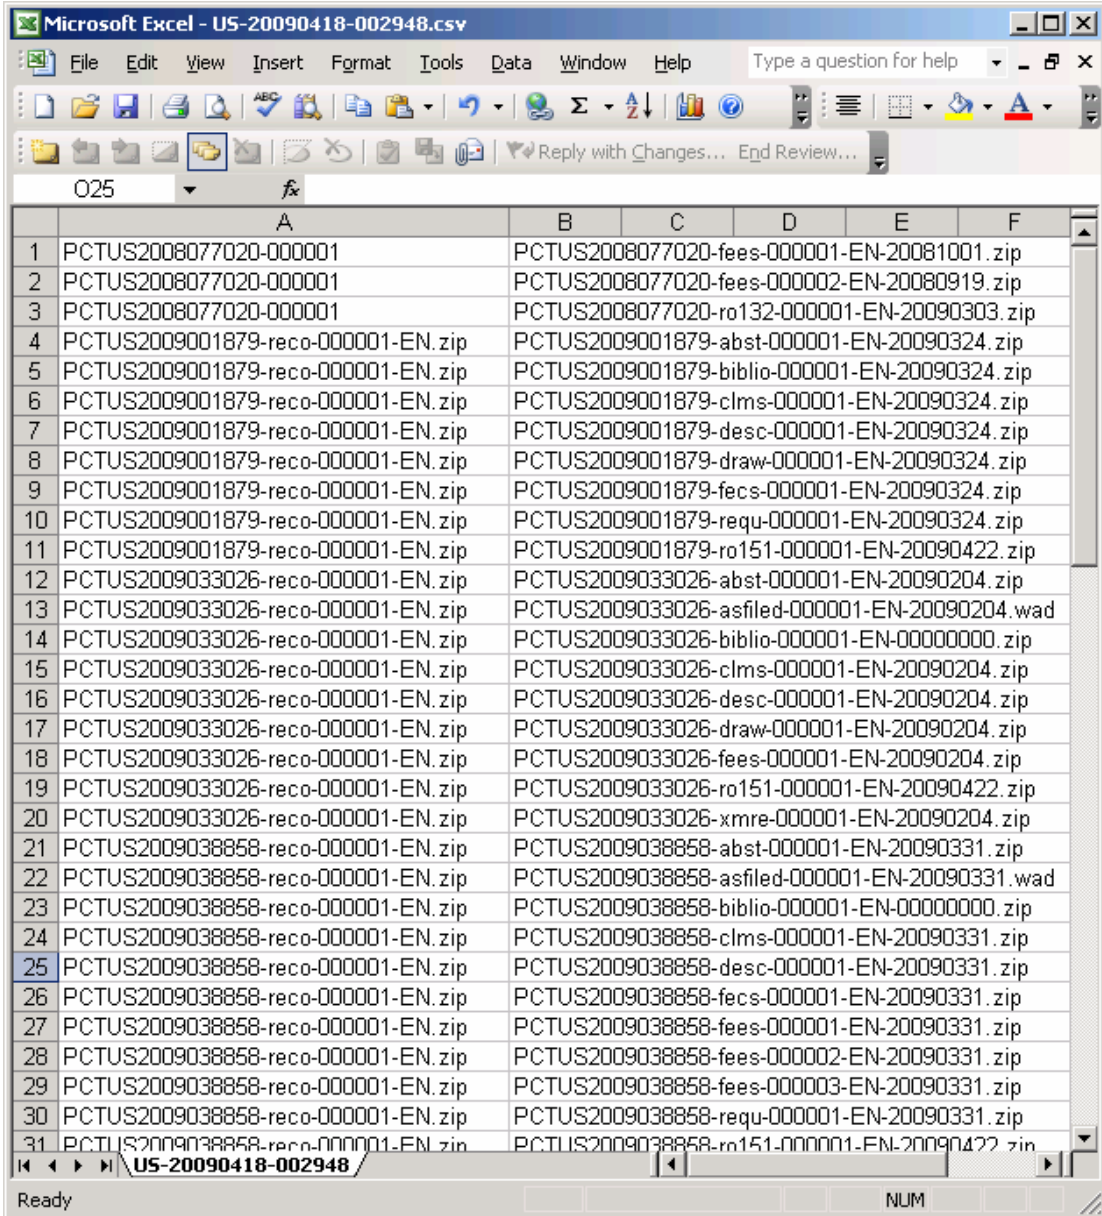 Microsoft Excel - US-20090418-002948.csv
File Edit View Insert Format Tools Data Window Help Type a question for help
Reply with Changes... End Review...
O25 fx
A B C D E F
1 PCTUS2008077020-000001 PCTUS2008077020-fees-000001-EN-20081001.zip
2 PCTUS2008077020-000001 PCTUS2008077020-fees-000002-EN-20080919.zip
3 PCTUS2008077020-000001 PCTUS2008077020-ro132-000001-EN-20090303.zip
4 PCTUS2009001879-reco-000001-EN.zip PCTUS2009001879-abst-000001-EN-20090324.zip
5 PCTUS2009001879-reco-000001-EN.zip PCTUS2009001879-biblio-000001-EN-20090324.zip
6 PCTUS2009001879-reco-000001-EN.zip PCTUS2009001879-clms-000001-EN-20090324.zip
7 PCTUS2009001879-reco-000001-EN.zip PCTUS2009001879-desc-000001-EN-20090324.zip
8 PCTUS2009001879-reco-000001-EN.zip PCTUS2009001879-draw-000001-EN-20090324.zip
9 PCTUS2009001879-reco-000001-EN.zip PCTUS2009001879-fecs-000001-EN-20090324.zip
10 PCTUS2009001879-reco-000001-EN.zip PCTUS2009001879-requ-000001-EN-20090324.zip
11 PCTUS2009001879-reco-000001-EN.zip PCTUS2009001879-ro151-000001-EN-20090422.zip
12 PCTUS2009033026-reco-000001-EN.zip PCTUS2009033026-abst-000001-EN-20090204.zip
13 PCTUS2009033026-reco-000001-EN.zip PCTUS2009033026-asfiled-000001-EN-20090204.wad
14 PCTUS2009033026-reco-000001-EN.zip PCTUS2009033026-biblio-000001-EN-00000000.zip
15 PCTUS2009033026-reco-000001-EN.zip PCTUS2009033026-clms-000001-EN-20090204.zip
16 PCTUS2009033026-reco-000001-EN.zip PCTUS2009033026-desc-000001-EN-20090204.zip
17 PCTUS2009033026-reco-000001-EN.zip PCTUS2009033026-draw-000001-EN-20090204.zip
18 PCTUS2009033026-reco-000001-EN.zip PCTUS2009033026-fees-000001-EN-20090204.zip
19 PCTUS2009033026-reco-000001-EN.zip PCTUS2009033026-ro151-000001-EN-20090422.zip
20 PCTUS2009033026-reco-000001-EN.zip PCTUS2009033026-xmre-000001-EN-20090204.zip
21 PCTUS2009038858-reco-000001-EN.zip PCTUS2009038858-abst-000001-EN-20090331.zip
22 PCTUS2009038858-reco-000001-EN.zip PCTUS2009038858-asfiled-000001-EN-20090331.wad
23 PCTUS2009038858-reco-000001-EN.zip PCTUS2009038858-biblio-000001-EN-00000000.zip
24 PCTUS2009038858-reco-000001-EN.zip PCTUS2009038858-clms-000001-EN-20090331.zip
25 PCTUS2009038858-reco-000001-EN.zip PCTUS2009038858-desc-000001-EN-20090331.zip
26 PCTUS2009038858-reco-000001-EN.zip PCTUS2009038858-fecs-000001-EN-20090331.zip
27 PCTUS2009038858-reco-000001-EN.zip PCTUS2009038858-fees-000001-EN-20090331.zip
28 PCTUS2009038858-reco-000001-EN.zip PCTUS2009038858-fees-000002-EN-20090331.zip
29 PCTUS2009038858-reco-000001-EN.zip PCTUS2009038858-fees-000003-EN-20090331.zip
30 PCTUS2009038858-reco-000001-EN.zip PCTUS2009038858-requ-000001-EN-20090331.zip
31 PCTUS2009038858-reco-000001-EN.zip PCTUS2009038858-ro151-000001-EN-20090422.zip
US-20090418-002948
Ready NUM